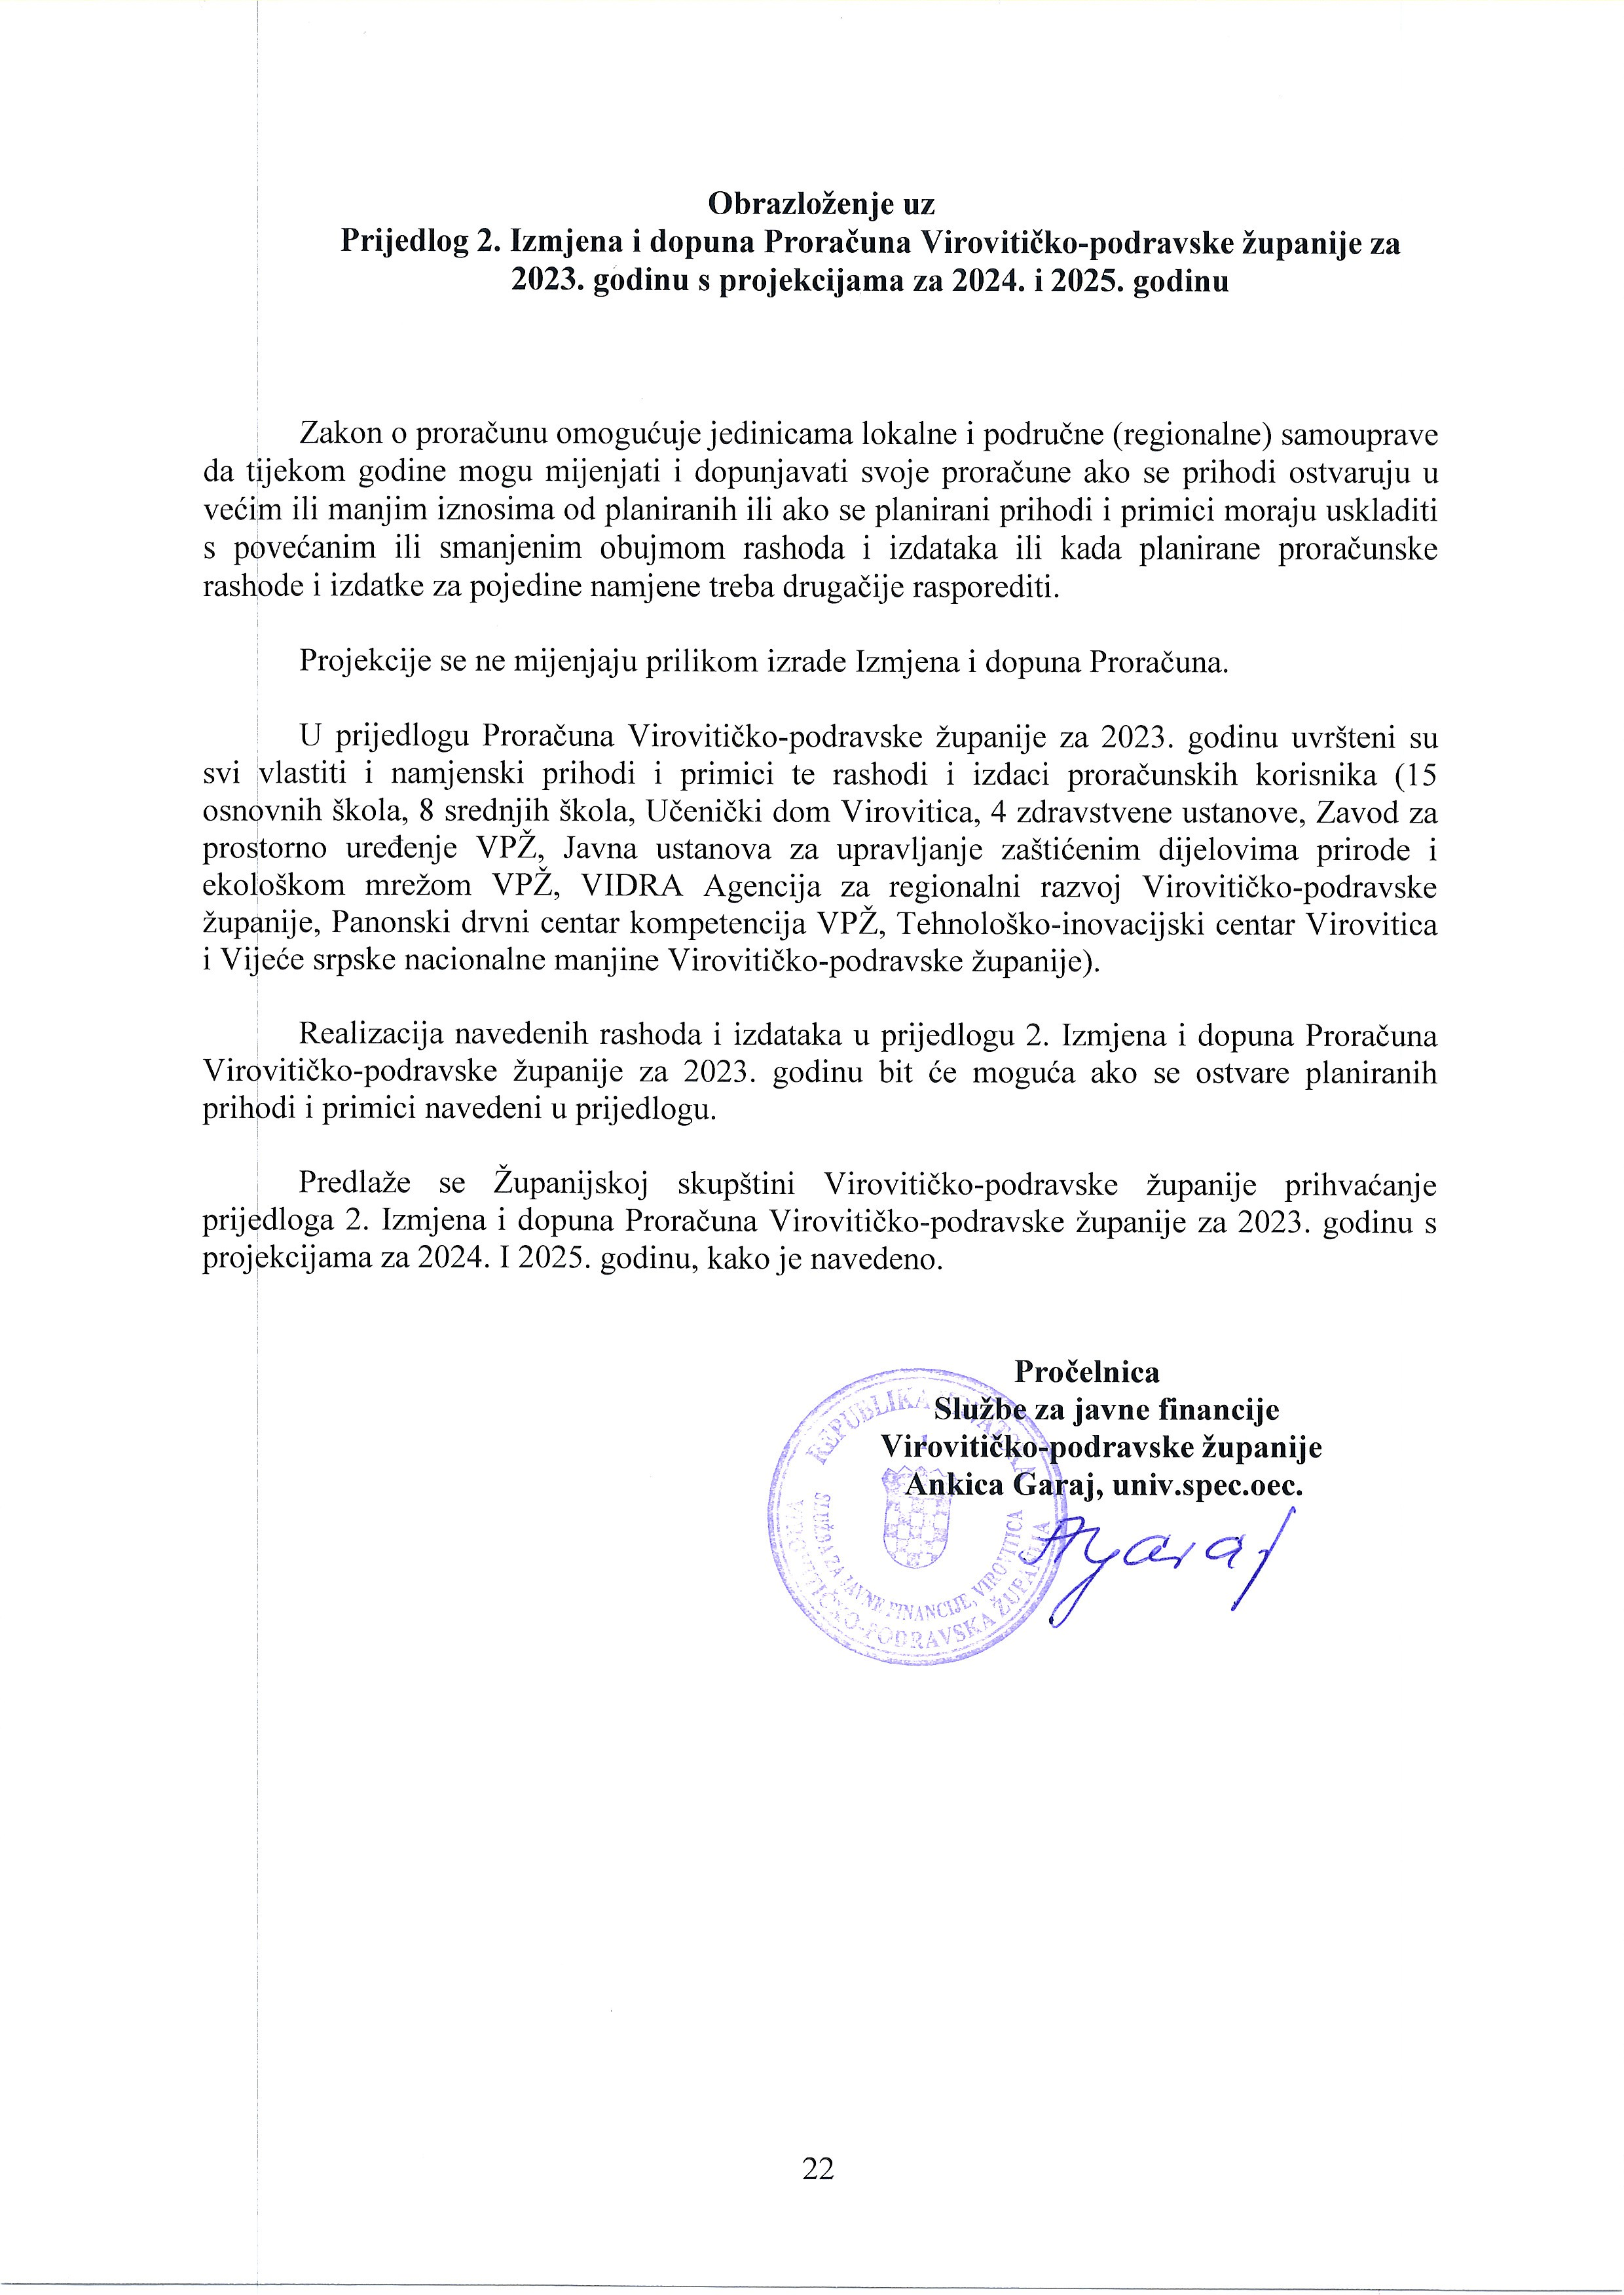 Obrazloženje uz
Prijedlog 2. Izmjena i dopuna Proračuna Virovitičko-podravske županije za
2023. godinu s projekcijama za 2024. i 2025. godinu
Zakon o proračunu omogućuje jedinicama lokalne i područne (regionalne) samouprave
da tijekom godine mogu mijenjati i dopunjavati svoje proračune ako se prihodi ostvaruju u
većim ili manjim iznosima od planiranih ili ako se planirani prihodi i primici moraju uskladiti
s povećanim ili smanjenim obujmom rashoda i izdataka ili kada planirane proračunske
rashode i izdatke za pojedine namjene treba drugačije rasporediti.
Projekcije se ne mijenjaju prilikom izrade Izmjena i dopuna Proračuna.
U prijedlogu Proračuna Virovitičko-podravske županije za 2023. godinu uvršteni su
svi vlastiti i namjenski prihodi i primici te rashodi i izdaci proračunskih korisnika (15
osnovnih škola, 8 srednjih škola, Učenički dom Virovitica, 4 zdravstvene ustanove, Zavod za
prostorno uređenje VPŽ, Javna ustanova za upravljanje zaštićenim dijelovima prirode i
ekološkom mrežom VPŽ, VIDRA Agencija za regionalni razvoj Virovitičko-podravske
županije, Panonski drvni centar kompetencija VPŽ, Tehnološko-inovacijski centar Virovitica
i Vijeće srpske nacionalne manjine Virovitičko-podravske županije).
Realizacija navedenih rashoda i izdataka u prijedlogu 2. Izmjena i dopuna Proračuna
Virovitičko-podravske županije za 2023. godinu bit će moguća ako se ostvare planiranih
prihodi i primici navedeni u prijedlogu.
Predlaže se Županijskoj skupštini Virovitičko-podravske županije prihvaćanje
prijedloga 2. Izmjena i dopuna Proračuna Virovitičko-podravske županije za 2023. godinu s
projekcijama za 2024. I 2025. godinu, kako je navedeno.
Pročelnica
Službe za javne financije
Virovitičko-podravske županije
Ankica Garaj, univ.spec.oec.
REPUBLIKA HRVATSKA
VIROVITIČKO-PODRAVSKA ŽUPANIJA
SLUŽBA ZA JAVNE FINANCIJE, VIROVITICA
AGaraj
22